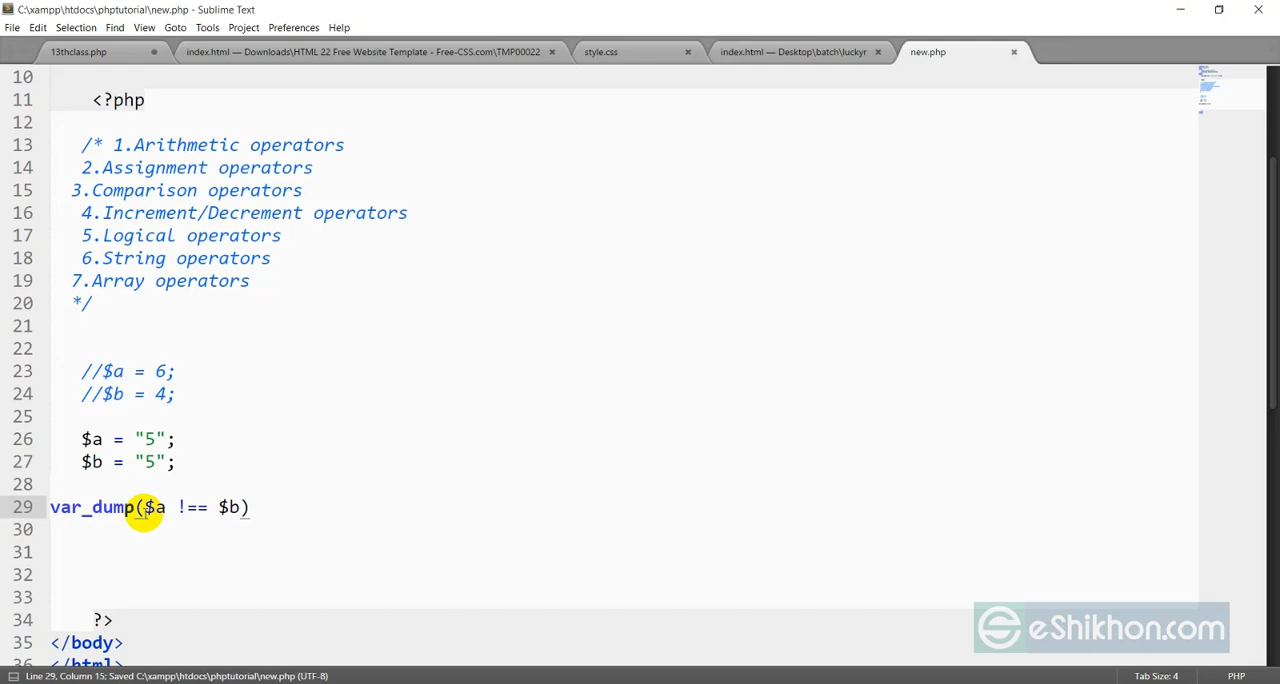 C:\xampp\htdocs\phptutorial\new.php - Sublime Text
File Edit Selection Find View Goto Tools Project Preferences Help
13thclass.php index.html — Downloads\HTML 22 Free Website Template - Free-CSS.com\TMP00022 style.css index.html — Desktop\batch\luckyr new.php
10
11 <?php
12
13 /* 1.Arithmetic operators
14 2.Assignment operators
15 3.Comparison operators
16 4.Increment/Decrement operators
17 5.Logical operators
18 6.String operators
19 7.Array operators
20 */
21
22
23 //$a = 6;
24 //$b = 4;
25
26 $a = "5";
27 $b = "5";
28
29 var_dump($a !== $b)
30
31
32
33
34 ?>
35 </body>
36 </html>
eShikhon.com
Line 29, Column 15; Saved C:\xampp\htdocs\phptutorial\new.php (UTF-8) Tab Size: 4 PHP